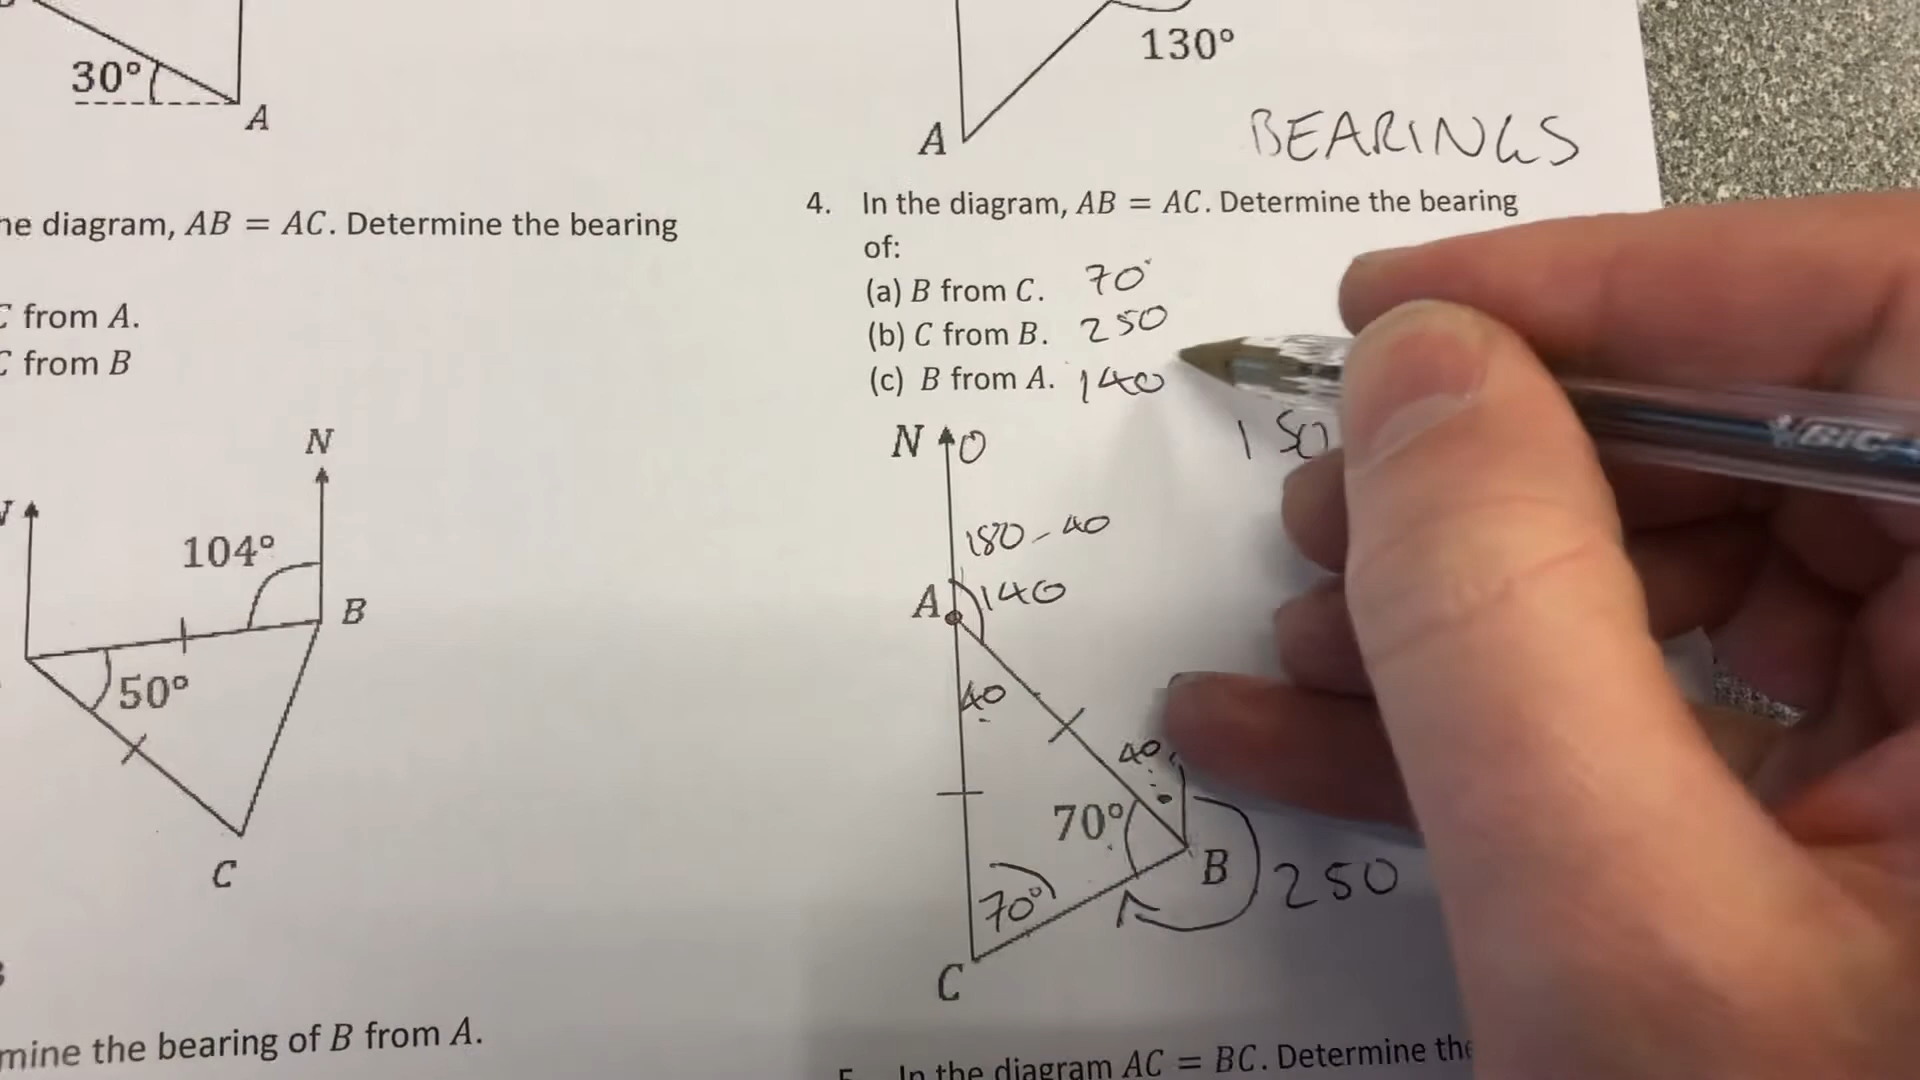 30°
A
he diagram, AB = AC. Determine the bearing
from A.
from B
N
104°
B
50°
C
mine the bearing of B from A.
130°
A
BEARINGS
4. In the diagram, AB = AC. Determine the bearing
of:
(a) B from C. 70°
(b) C from B. 250
(c) B from A. 140
N 0
180-40
A 140
40
40
70°
B 250
70°
C
In the diagram AC = BC. Determine the
BIC